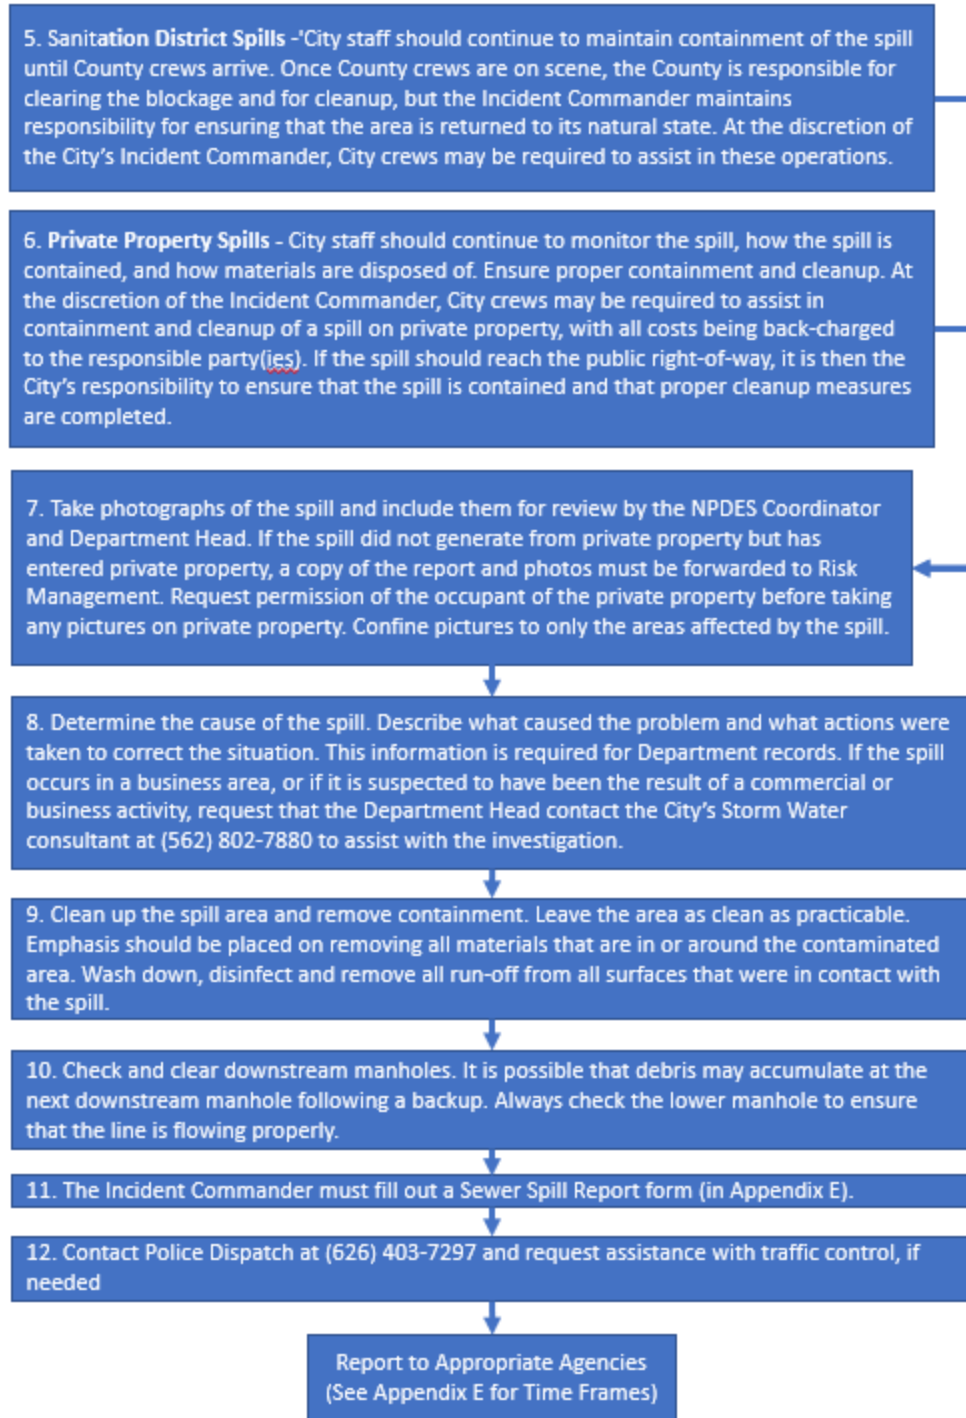 5. Sanitation District Spills -'City staff should continue to maintain containment of the spill
until County crews arrive. Once County crews are on scene, the County is responsible for
clearing the blockage and for cleanup, but the Incident Commander maintains
responsibility for ensuring that the area is returned to its natural state. At the discretion of
the City's Incident Commander, City crews may be required to assist in these operations.
6. Private Property Spills - City staff should continue to monitor the spill, how the spill is
contained, and how materials are disposed of. Ensure proper containment and cleanup. At
the discretion of the Incident Commander, City crews may be required to assist in
containment and cleanup of a spill on private property, with all costs being back-charged
to the responsible party(ies). If the spill should reach the public right-of-way, it is then the
City's responsibility to ensure that the spill is contained and that proper cleanup measures
are completed.
7. Take photographs of the spill and include them for review by the NPDES Coordinator
and Department Head. If the spill did not generate from private property but has
entered private property, a copy of the report and photos must be forwarded to Risk
Management. Request permission of the occupant of the private property before taking
any pictures on private property. Confine pictures to only the areas affected by the spill.
8. Determine the cause of the spill. Describe what caused the problem and what actions were
taken to correct the situation. This information is required for Department records. If the spill
occurs in a business area, or if it is suspected to have been the result of a commercial or
business activity, request that the Department Head contact the City's Storm Water
consultant at (562) 802-7880 to assist with the investigation.
9. Clean up the spill area and remove containment. Leave the area as clean as practicable.
Emphasis should be placed on removing all materials that are in or around the contaminated
area. Wash down, disinfect and remove all run-off from all surfaces that were in contact with
the spill.
10. Check and clear downstream manholes. It is possible that debris may accumulate at the
next downstream manhole following a backup. Always check the lower manhole to ensure
that the line is flowing properly.
11. The Incident Commander must fill out a Sewer Spill Report form (in Appendix E).
12. Contact Police Dispatch at (626) 403-7297 and request assistance with traffic control, if
needed
Report to Appropriate Agencies
(See Appendix E for Time Frames)